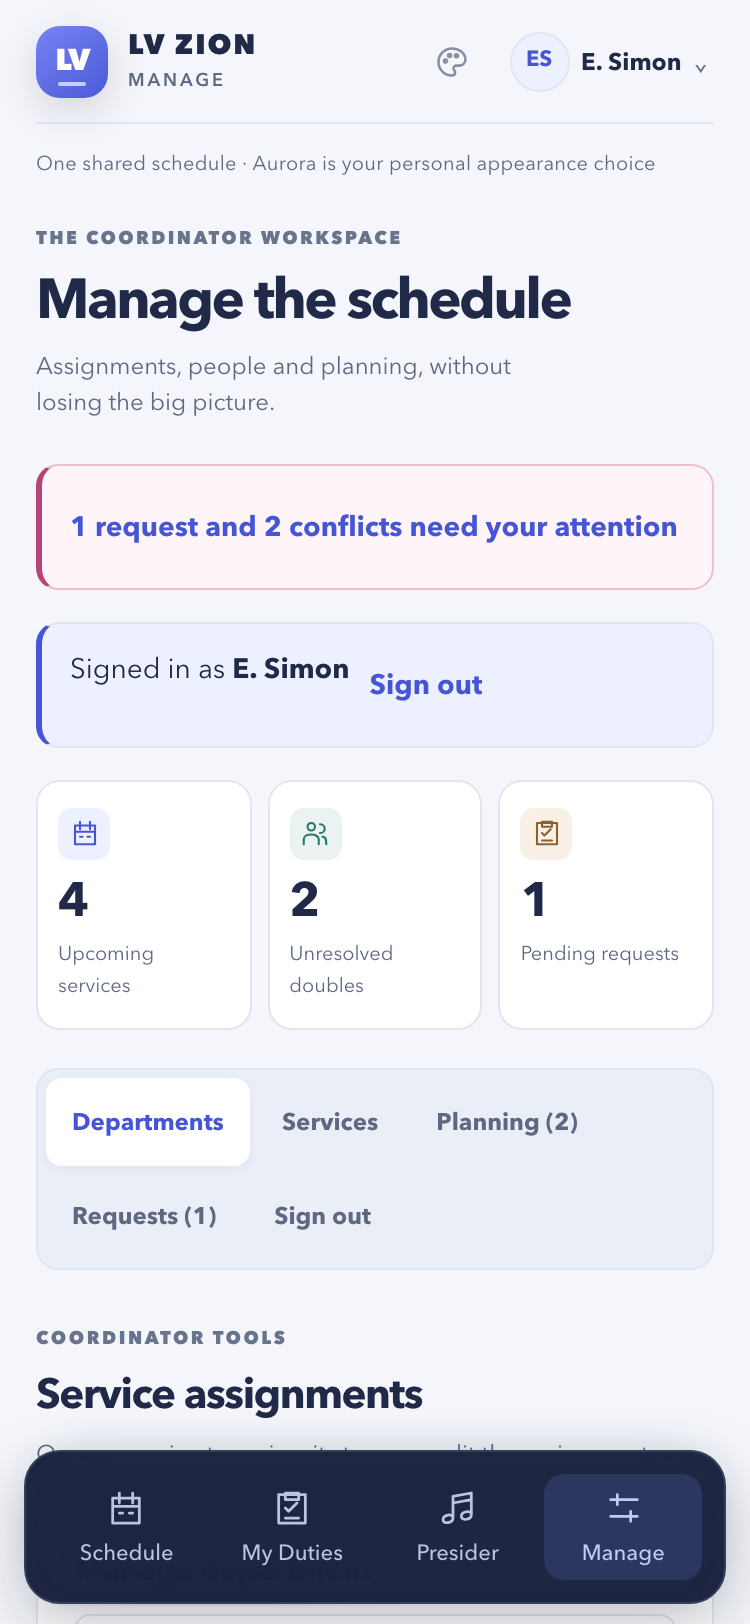 LV
LV ZION
MANAGE
ES
E. Simon
One shared schedule · Aurora is your personal appearance choice
THE COORDINATOR WORKSPACE
Manage the schedule
Assignments, people and planning, without
losing the big picture.
1 request and 2 conflicts need your attention
Signed in as E. Simon
Sign out
4
Upcoming
services
2
Unresolved
doubles
1
Pending requests
Departments
Services
Planning (2)
Requests (1)
Sign out
COORDINATOR TOOLS
Service assignments
Schedule
My Duties
Presider
Manage